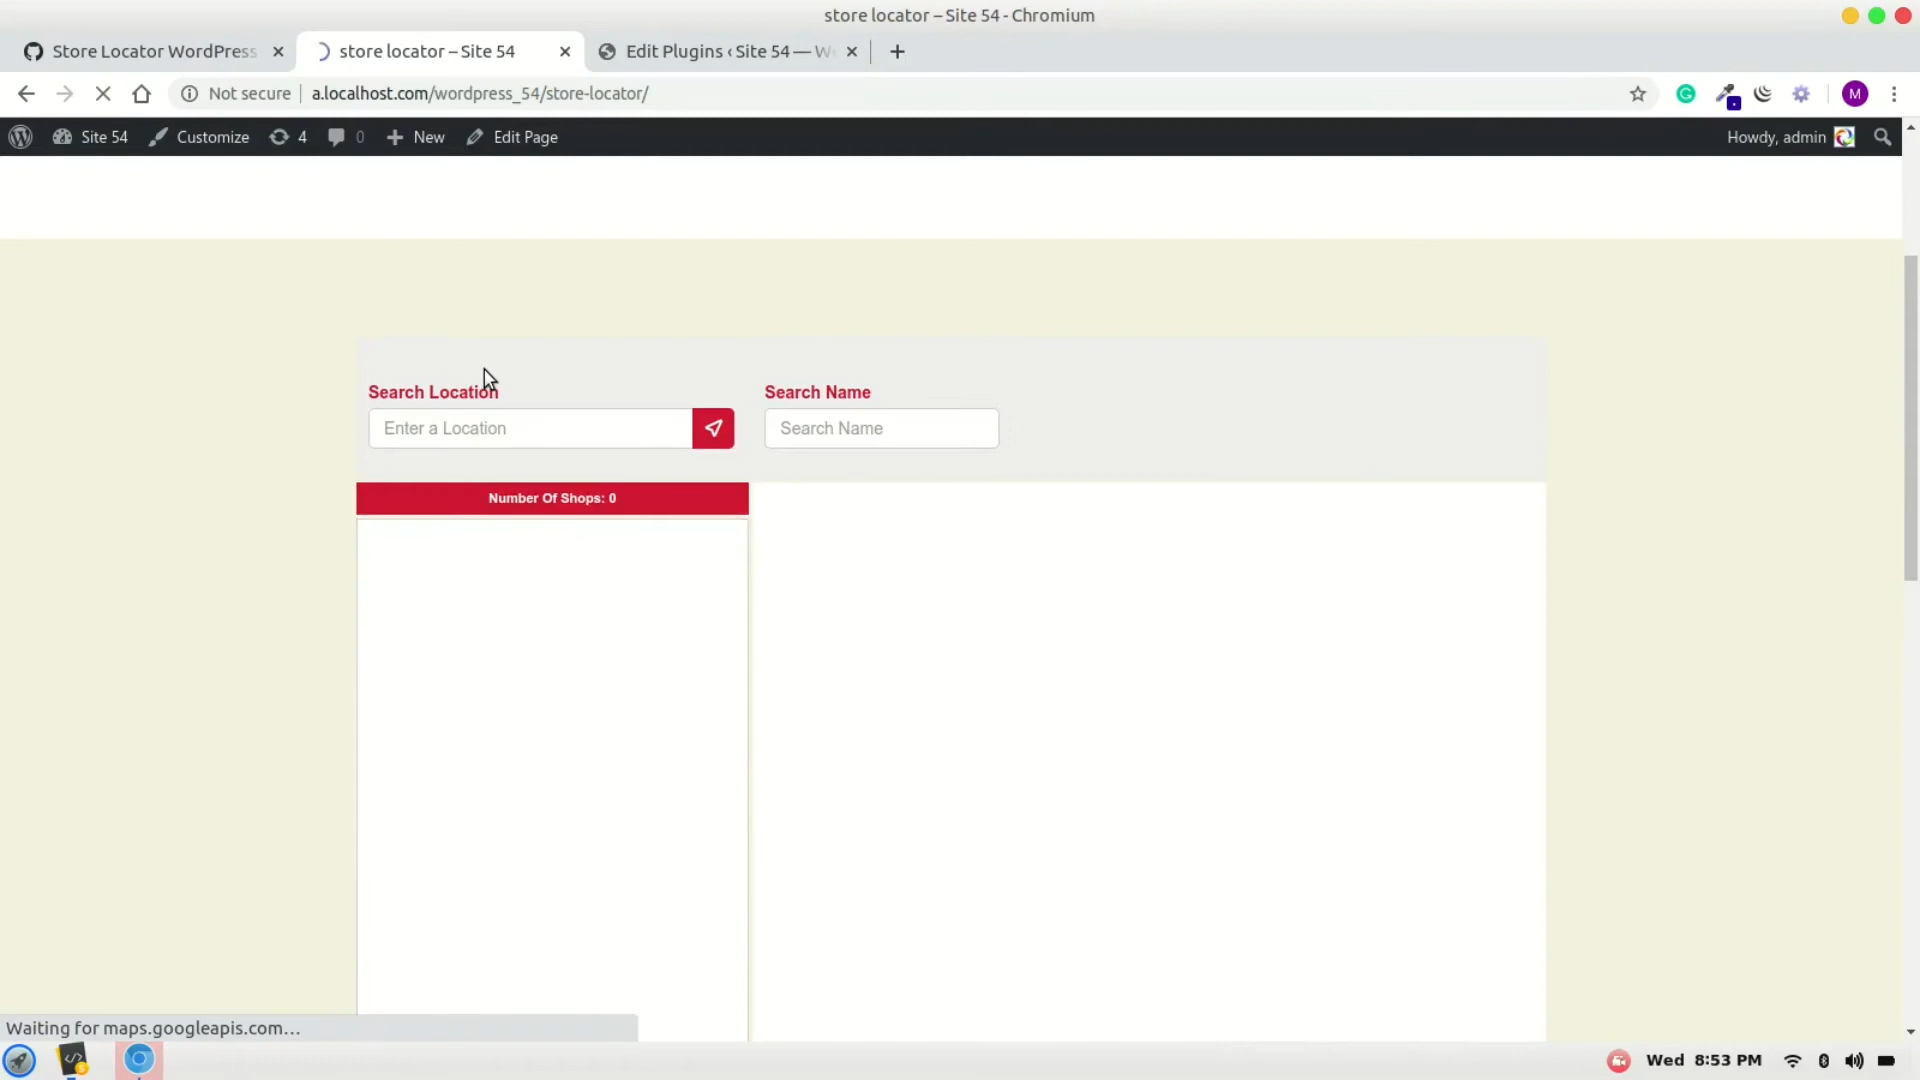 store locator – Site 54 - Chromium
Store Locator WordPress
store locator – Site 54
Edit Plugins ‹ Site 54 — W
Not secure
a.localhost.com/wordpress_54/store-locator/
M
Site 54
Customize
4
0
New
Edit Page
Howdy, admin
Search Location
Search Name
Enter a Location
Search Name
Number Of Shops: 0
Waiting for maps.googleapis.com…
Wed 8:53 PM